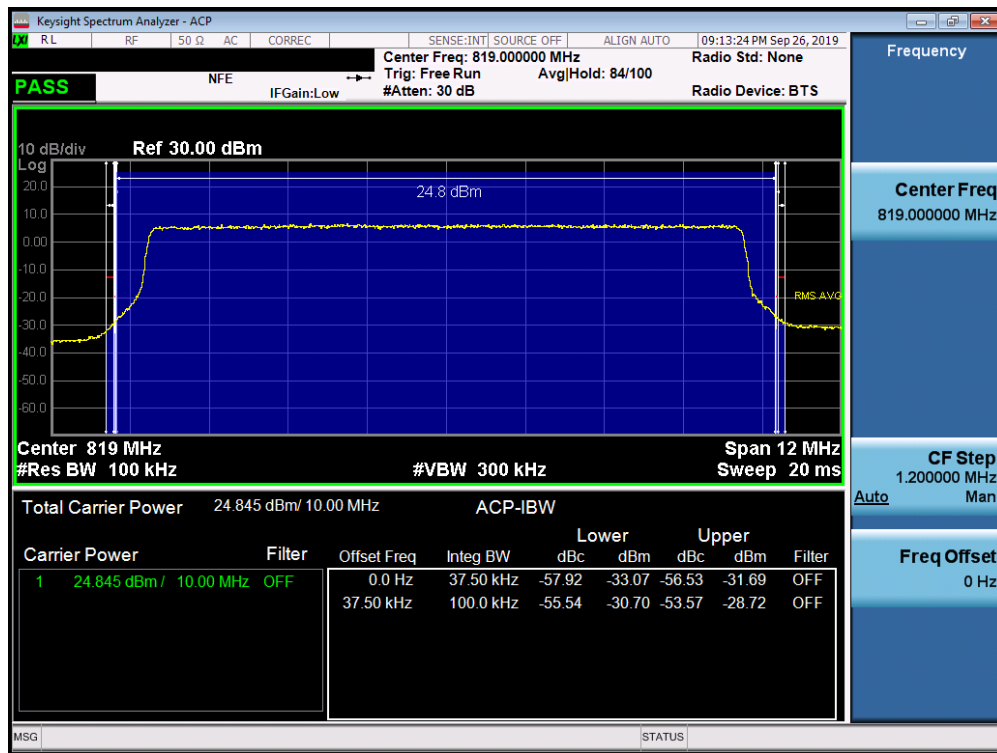 Keysight Spectrum Analyzer - ACP
LXI RL RF 50 Ω AC CORREC SENSE:INT SOURCE OFF ALIGN AUTO 09:13:24 PM Sep 26, 2019
Center Freq: 819.000000 MHz Radio Std: None
NFE Trig: Free Run Avg|Hold: 84/100
PASS IFGain:Low #Atten: 30 dB Radio Device: BTS
10 dB/div Ref 30.00 dBm
Log
20.0
24.8 dBm
10.0
0.00
-10.0
-20.0
RMS AVG
-30.0
-40.0
-50.0
-60.0
Center 819 MHz Span 12 MHz
#Res BW 100 kHz #VBW 300 kHz Sweep 20 ms
Total Carrier Power 24.845 dBm/ 10.00 MHz ACP-IBW
Lower Upper
Carrier Power Filter Offset Freq Integ BW dBc dBm dBc dBm Filter
1 24.845 dBm / 10.00 MHz OFF 0.0 Hz 37.50 kHz -57.92 -33.07 -56.53 -31.69 OFF
37.50 kHz 100.0 kHz -55.54 -30.70 -53.57 -28.72 OFF
MSG STATUS
Frequency
Center Freq
819.000000 MHz
CF Step
1.200000 MHz
Auto Man
Freq Offset
0 Hz